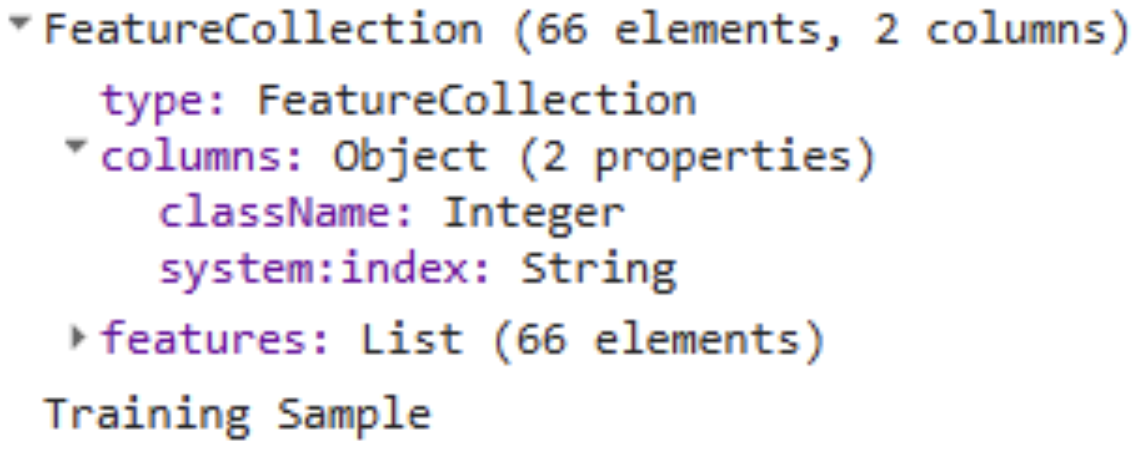 FeatureCollection (66 elements, 2 columns)
type: FeatureCollection
columns: Object (2 properties)
className: Integer
system:index: String
features: List (66 elements)
Training Sample